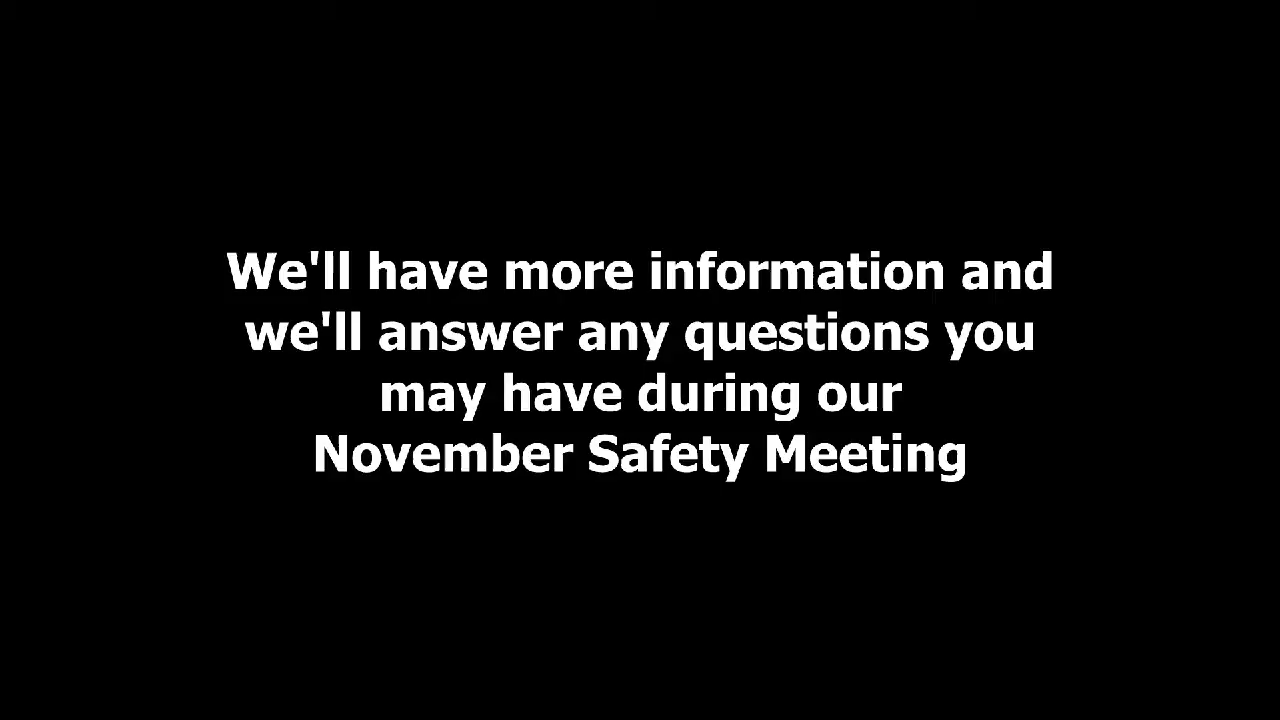 We'll have more information and
we'll answer any questions you
may have during our
November Safety Meeting